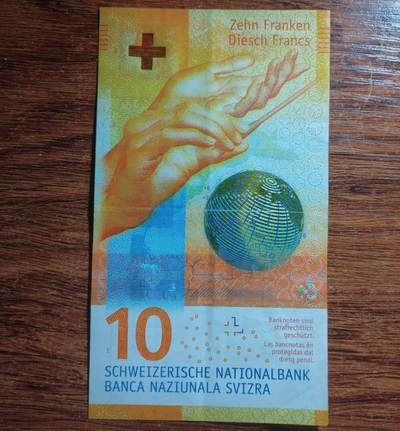 Zehn Franken
Diesch Francs
10
Banknoten sind
strafrechtlich
geschützt.
Las bancnotas èn
protegidas dal
dretg penal.
SCHWEIZERISCHE NATIONALBANK
BANCA NAZIUNALA SVIZRA